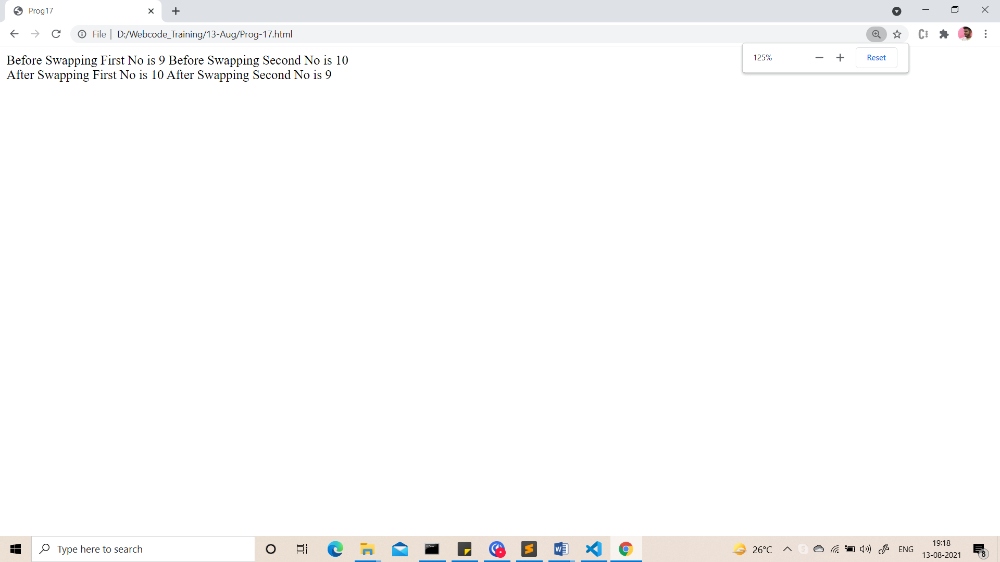 Prog17
File
D:/Webcode_Training/13-Aug/Prog-17.html
125%
Reset
Before Swapping First No is 9 Before Swapping Second No is 10
After Swapping First No is 10 After Swapping Second No is 9
Type here to search
26°C
ENG
19:18
13-08-2021
8